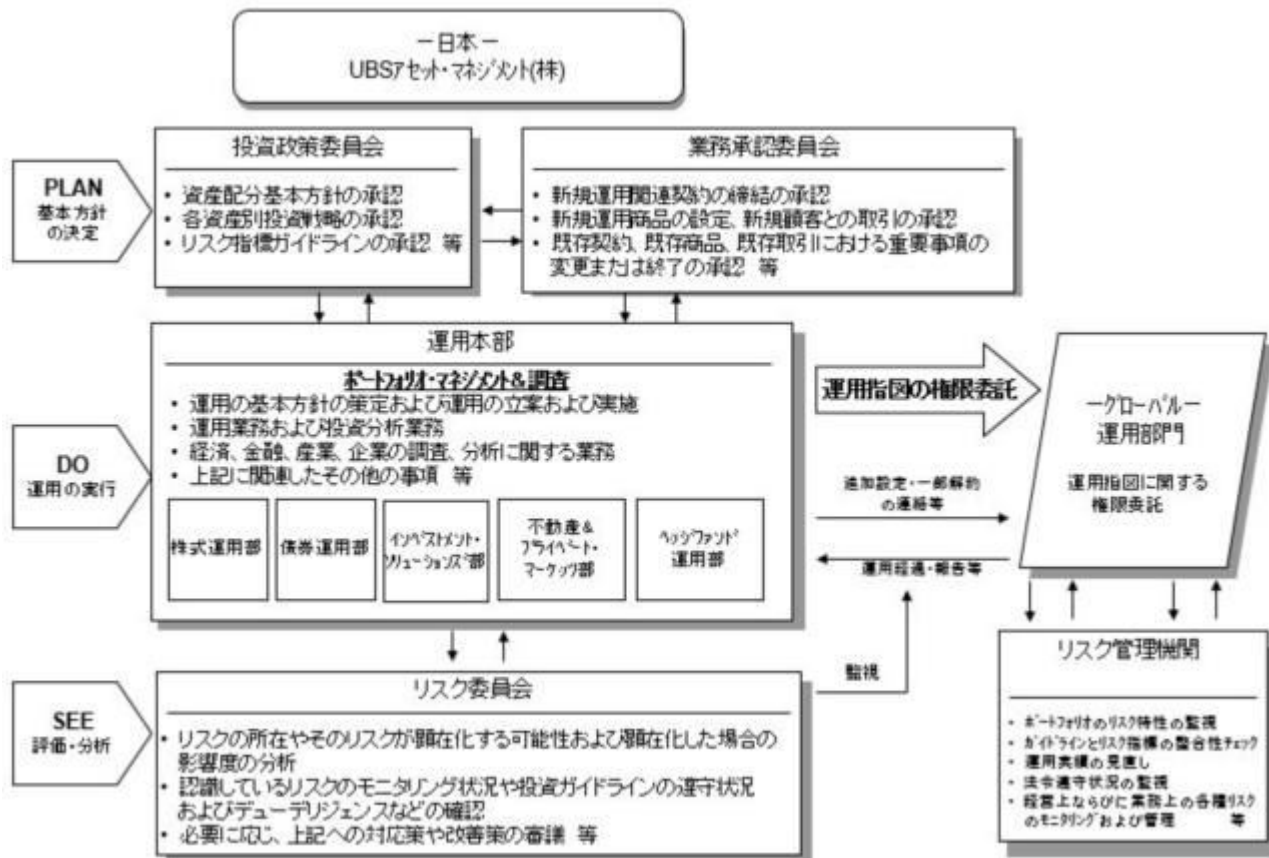 －日本－
UBSアセット・マネジメント(株)
PLAN
基本方針
の決定
投資政策委員会
・ 資産配分基本方針の承認
・ 各資産別投資戦略の承認
・ リスク指標ガイドラインの承認 等
業務承認委員会
・ 新規運用関連契約の締結の承認
・ 新規運用商品の設定、新規顧客との取引の承認
・ 既存契約、既存商品、既存取引における重要事項の
変更または終了の承認 等
DO
運用の実行
運用本部
ポートフォリオ・マネジメント&調査
・ 運用の基本方針の策定および運用の立案および実施
・ 運用業務および投資分析業務
・ 経済、金融、産業、企業の調査、分析に関する業務
・ 上記に関連したその他の事項 等
株式運用部
債券運用部
インベストメント・
ソリューションズ部
不動産&
プライベート・
マーケッツ部
ヘッジファンド
運用部
運用指図の権限委託
追加設定・一部解約
の連絡等
運用経過・報告等
－グローバル－
運用部門
運用指図に関する
権限委託
SEE
評価・分析
リスク委員会
・ リスクの所在やそのリスクが顕在化する可能性および顕在化した場合の
影響度の分析
・ 認識しているリスクのモニタリング状況や投資ガイドラインの遵守状況
およびデューデリジェンスなどの確認
・ 必要に応じ、上記への対応策や改善策の審議 等
監視
リスク管理機関
・ ポートフォリオのリスク特性の監視
・ ガイドラインとリスク指標の整合性チェック
・ 運用実績の見直し
・ 法令遵守状況の監視
・ 経営上ならびに業務上の各種リスク
のモニタリングおよび管理 等